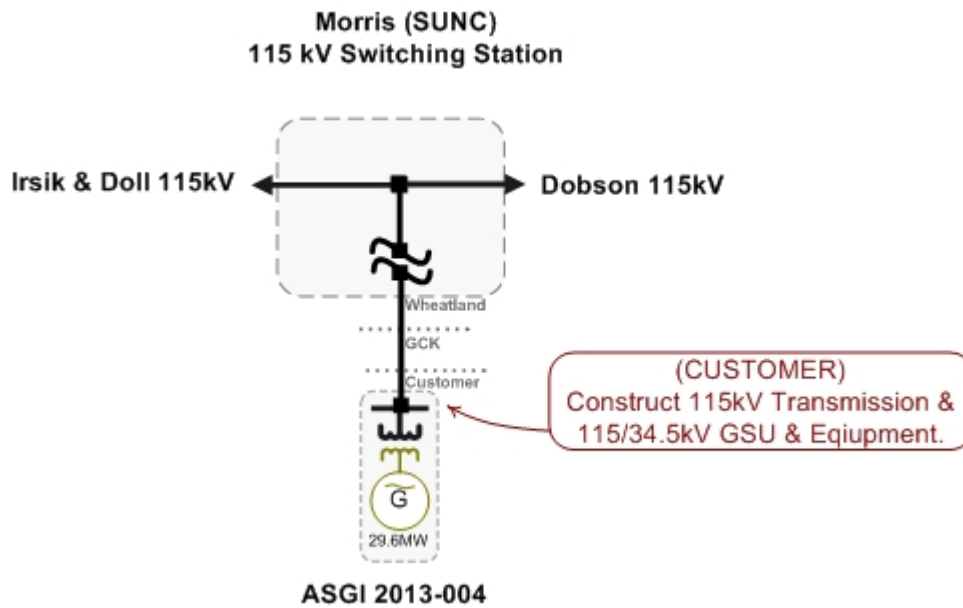 Morris (SUNC)
115 kV Switching Station
Irsik & Doll 115kV
Dobson 115kV
Wheatland
GCK
Customer
(CUSTOMER)
Construct 115kV Transmission &
115/34.5kV GSU & Eqiupment.
G
29.6MW
ASGI 2013-004